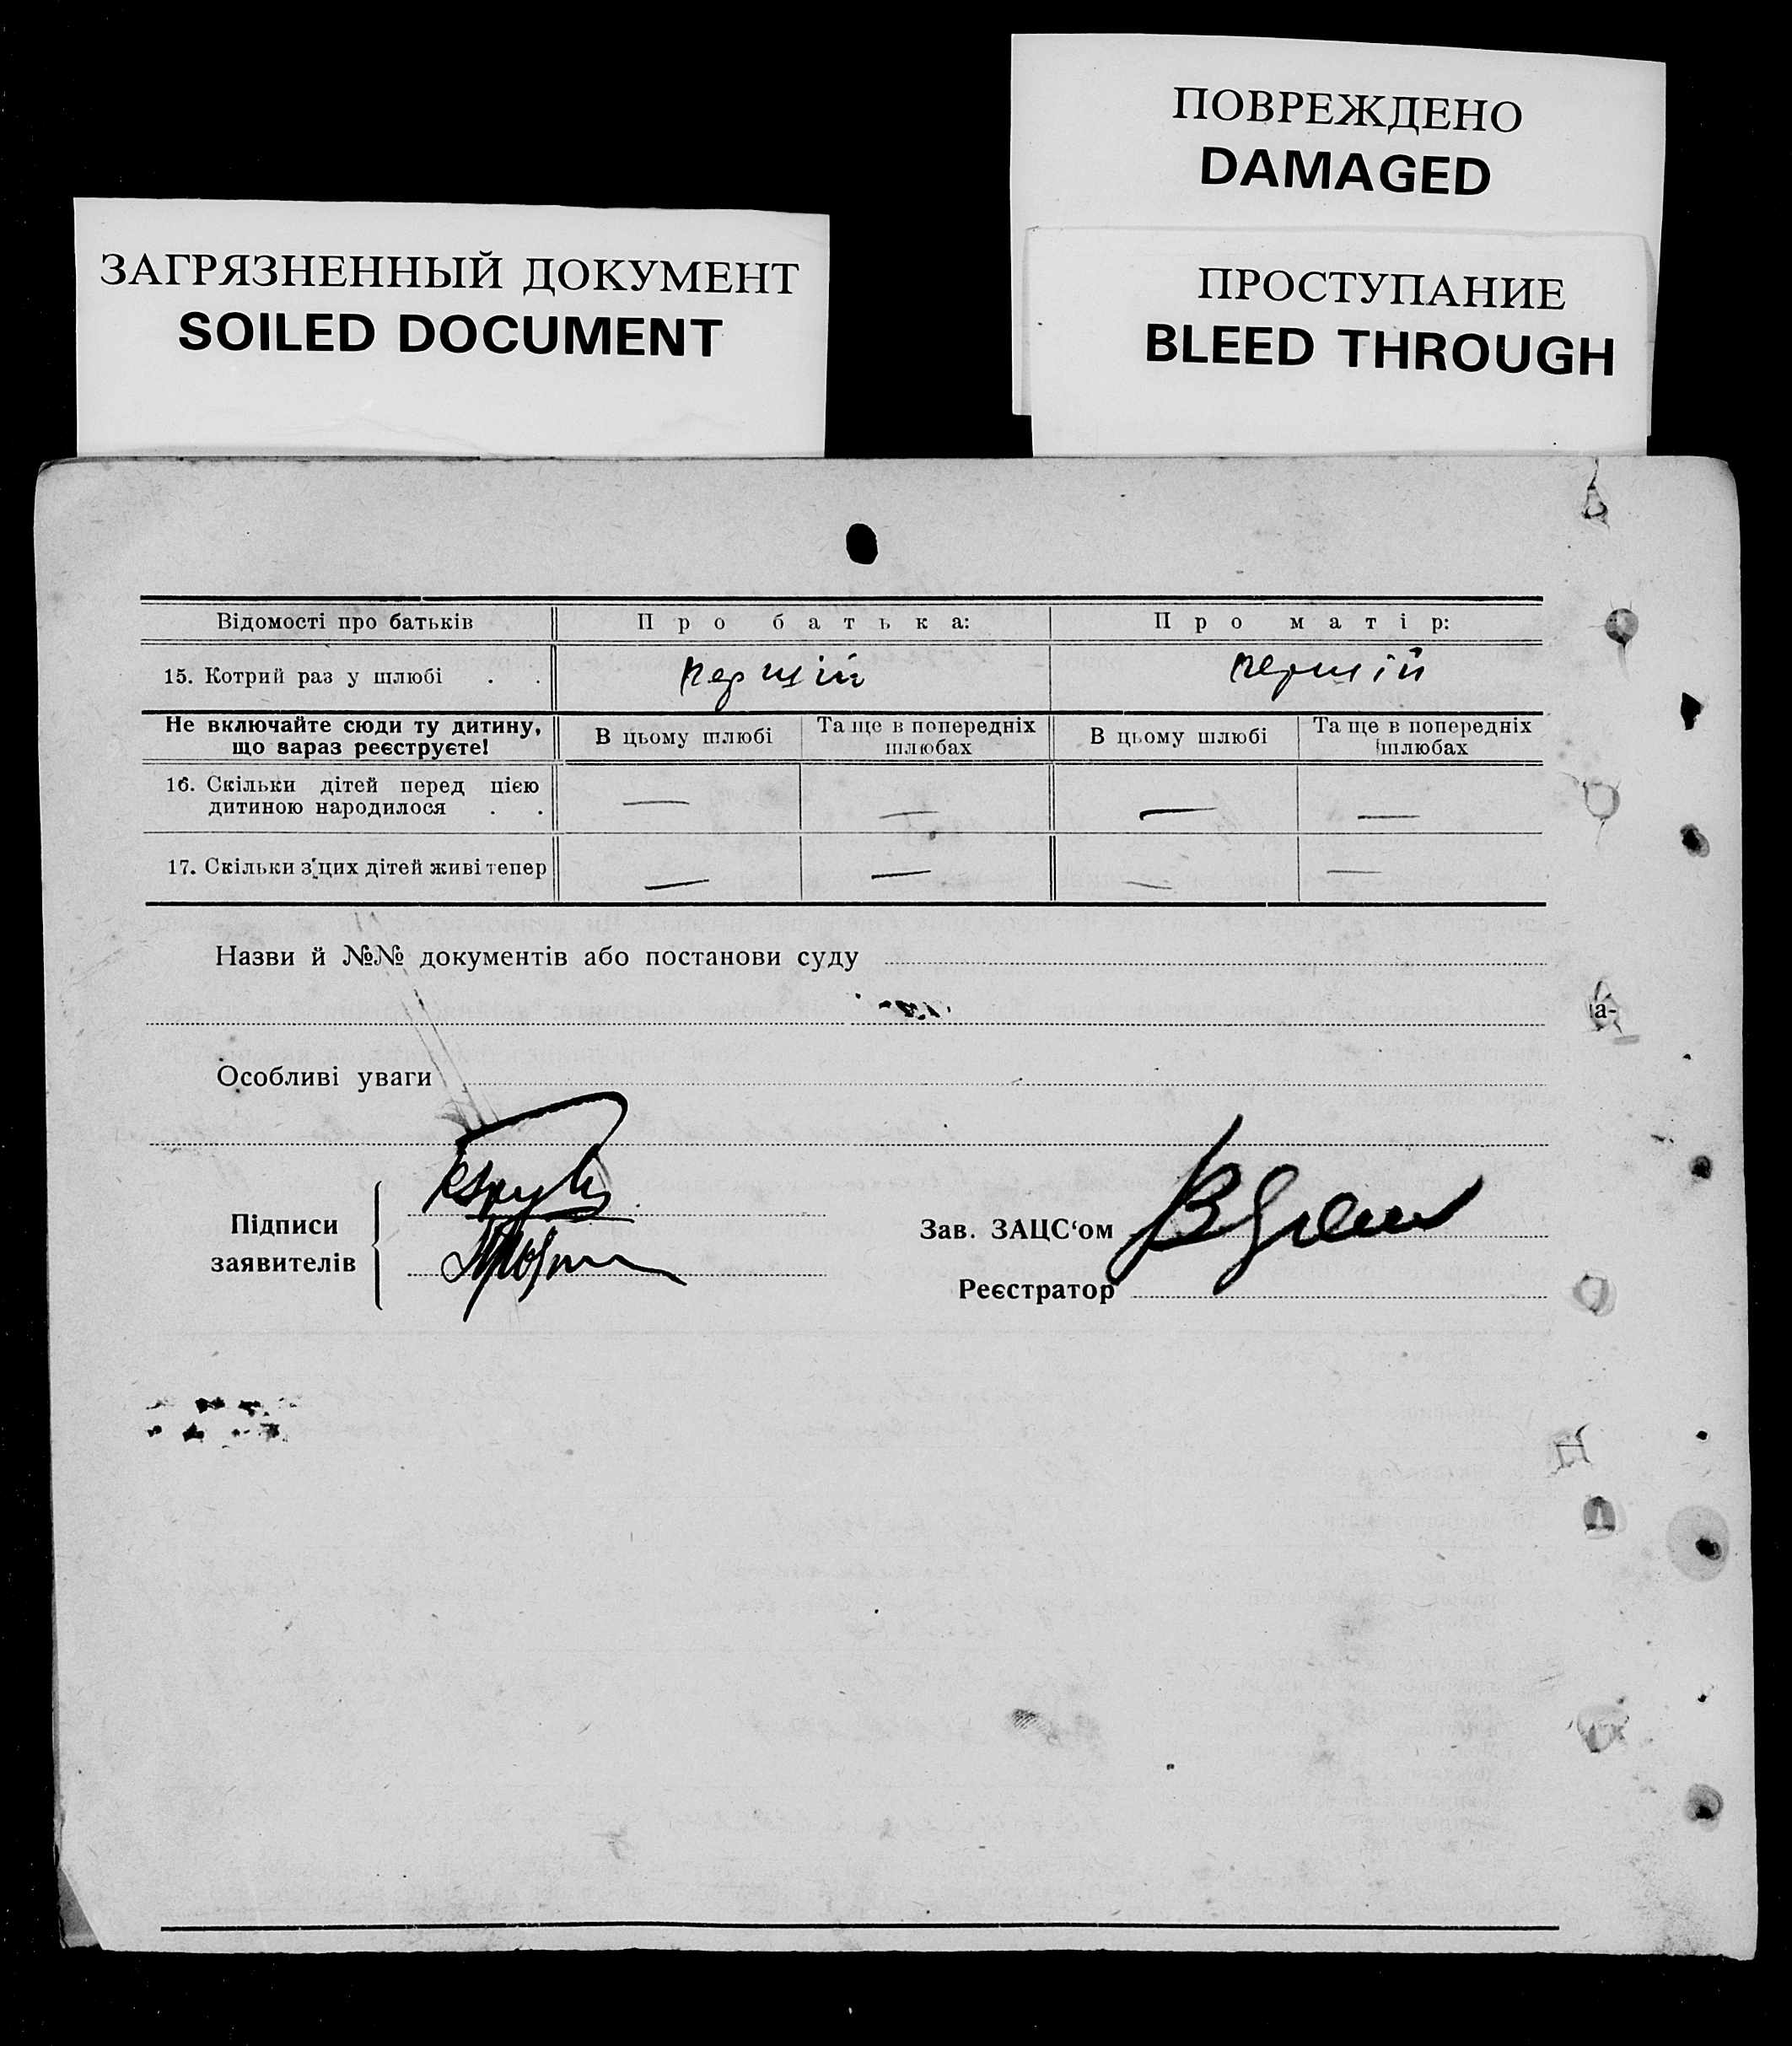 ПОВРЕЖДЕНО
DAMAGED
ЗАГРЯЗНЕННЫЙ ДОКУМЕНТ
SOILED DOCUMENT
ПРОСТУПАНИЕ
BLEED THROUGH
Відомості про батьків Про батька: Про матір:
15. Котрий раз у шлюбі . . першій першій
Не включайте сюди ту дитину,
що зараз реєструєте!
В цьому шлюбі
Та ще в попередніх
шлюбах
В цьому шлюбі
Та ще в попередніх
шлюбах
16. Скільки дітей перед цією
дитиною народилося . . — — — —
17. Скільки з цих дітей живі тепер — — — —
Назви й №№ документів або постанови суду
а-
Особливі уваги
Підписи
заявителів
Зав. ЗАЦС‘ом
Реєстратор